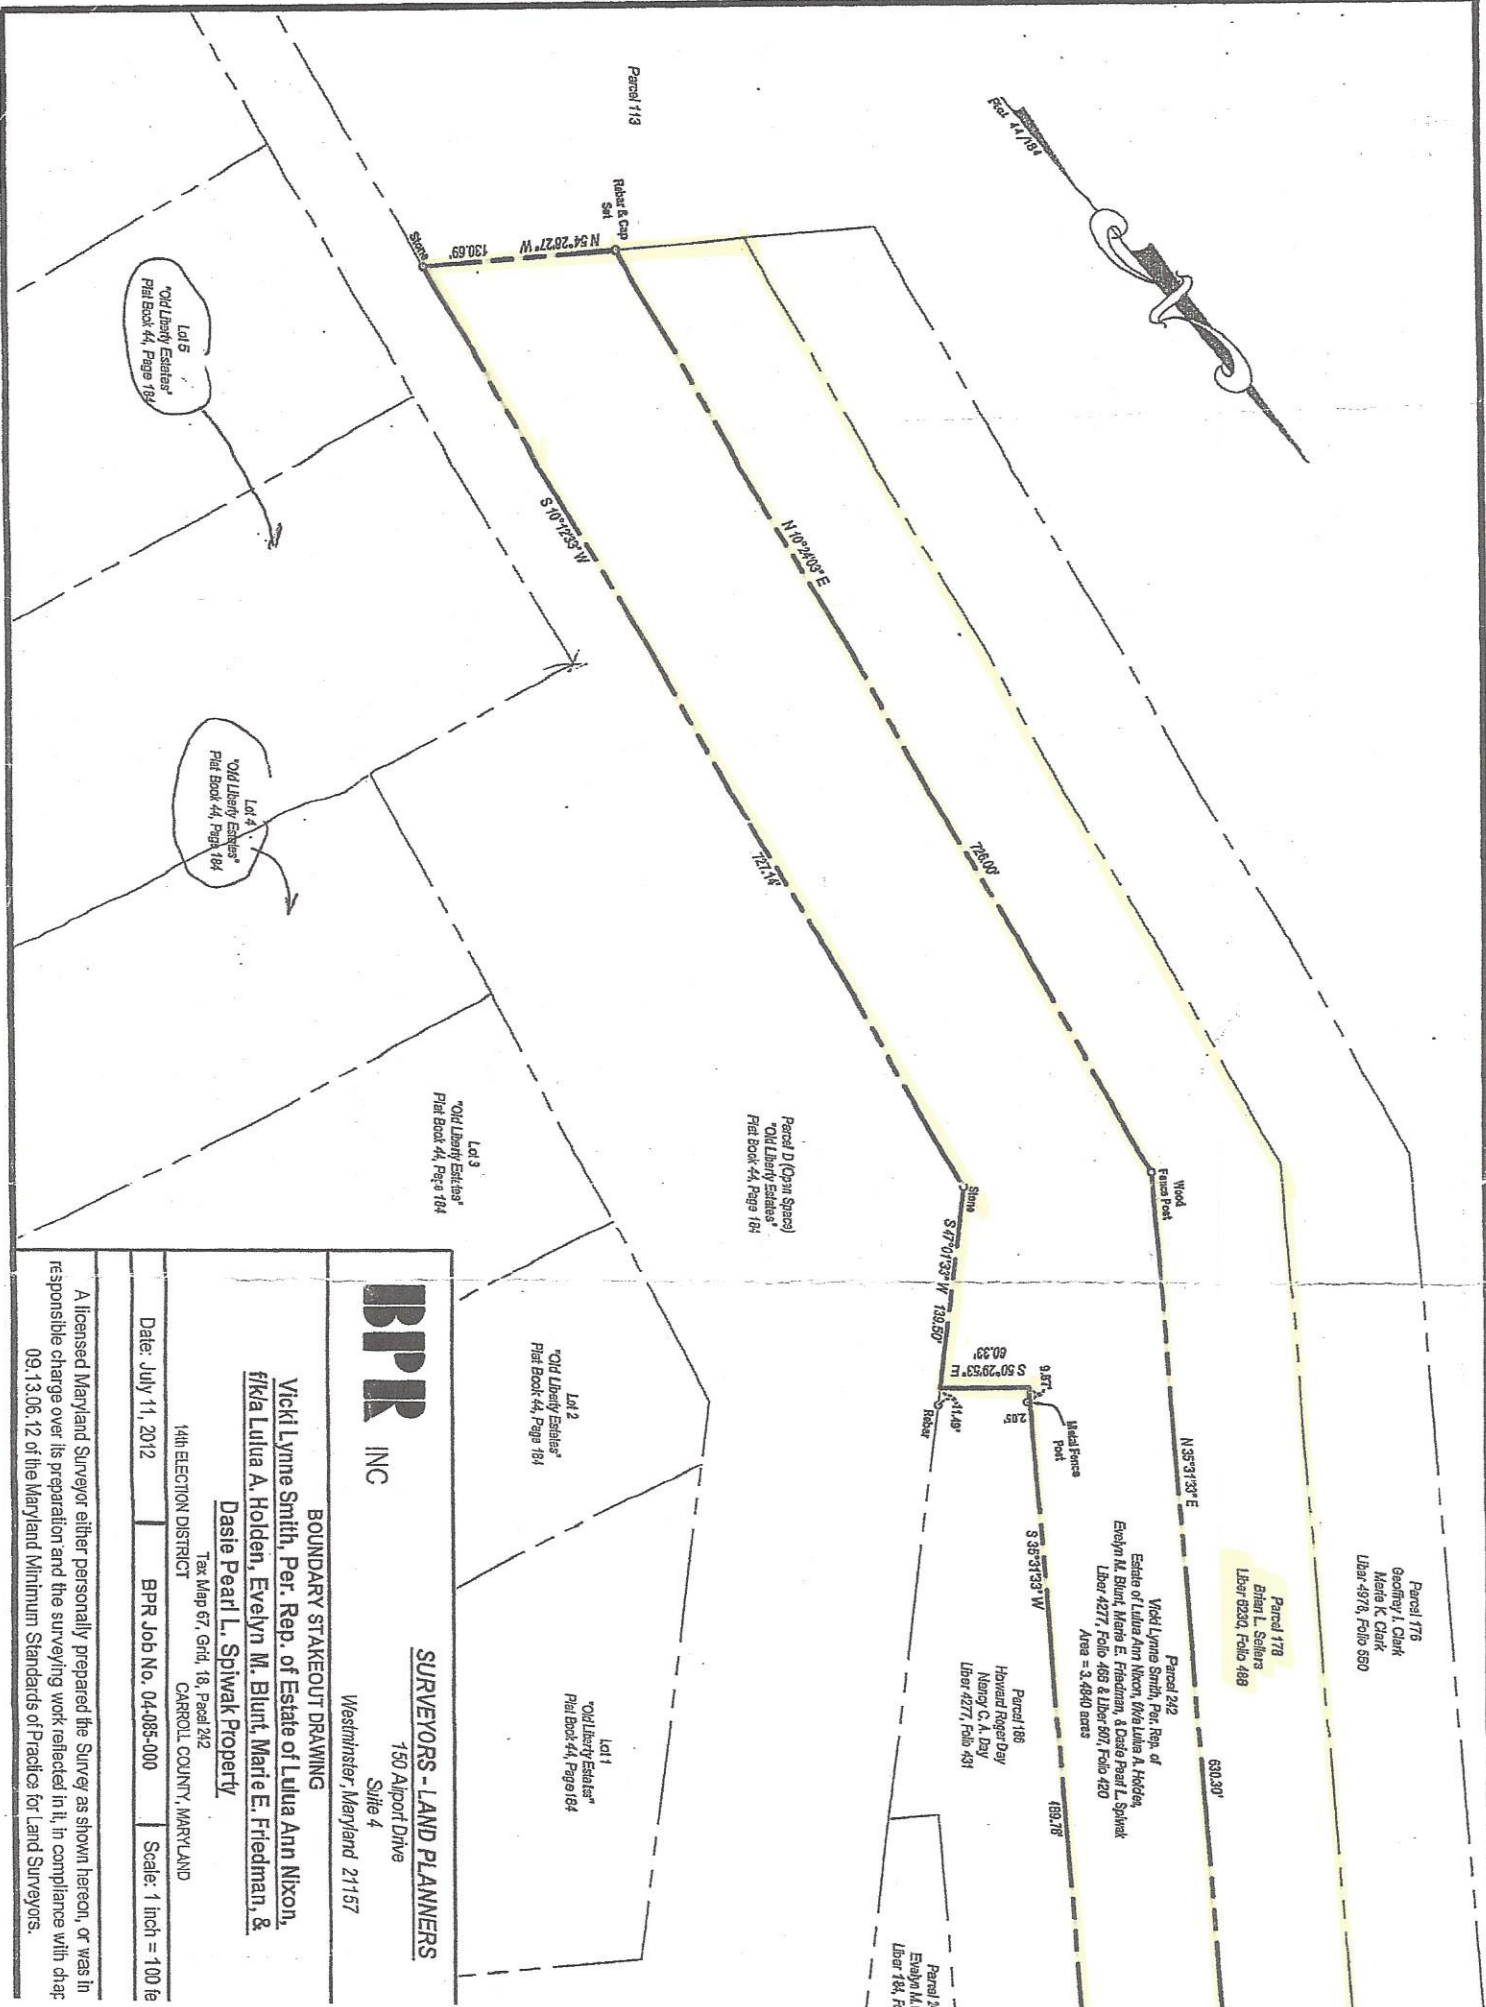 Plat 44/184
Parcel 113
Rebar & Cap
Set
N 54°28'27" W
130.69'
Stone
S 10°12'33" W
727.14'
N 10°24'03" E
726.00'
Wood
Fence Post
Stone
S 47°01'33" W 139.50'
S 50°29'53" E
60.33'
9.87'
2.05'
11.49'
Rebar
Metal Fence
Post
N 35°31'33" E
630.30'
S 35°31'33" W
489.78'
Parcel 176
Geoffrey I. Clark
Marie K. Clark
Liber 4976, Folio 550
Parcel 178
Brian L. Sellers
Liber 6230, Folio 488
Parcel 242
Vicki Lynne Smith, Per. Rep. of
Estate of Lulua Ann Nixon, f/k/a Lulua A. Holden,
Evelyn M. Blunt, Marie E. Friedman, & Dasie Pearl L. Spiwak
Liber 4277, Folio 468 & Liber 507, Folio 420
Area = 3.4840 acres
Parcel 186
Howard Roger Day
Nancy C. A. Day
Liber 4277, Folio 431
Parcel
Evelyn M.
Liber 184,
Parcel D (Open Space)
"Old Liberty Estates"
Plat Book 44, Page 184
Lot 5
"Old Liberty Estates"
Plat Book 44, Page 184
Lot 4
"Old Liberty Estates"
Plat Book 44, Page 184
Lot 3
"Old Liberty Estates"
Plat Book 44, Page 184
Lot 2
"Old Liberty Estates"
Plat Book 44, Page 184
Lot 1
"Old Liberty Estates"
Plat Book 44, Page 184
BPR INC
SURVEYORS - LAND PLANNERS
150 Airport Drive
Suite 4
Westminster, Maryland 21157
BOUNDARY STAKEOUT DRAWING
Vicki Lynne Smith, Per. Rep. of Estate of Lulua Ann Nixon,
f/k/a Lulua A. Holden, Evelyn M. Blunt, Marie E. Friedman, &
Dasie Pearl L. Spiwak Property
Tax Map 67, Grid, 18, Pacel 242
14th ELECTION DISTRICT CARROLL COUNTY, MARYLAND
Date: July 11, 2012 BPR Job No. 04-085-000 Scale: 1 inch = 100 fe
A licensed Maryland Surveyor either personally prepared the Survey as shown hereon, or was in
responsible charge over its preparation and the surveying work reflected in it, in compliance with chap
09.13.06.12 of the Maryland Minimum Standards of Practice for Land Surveyors.